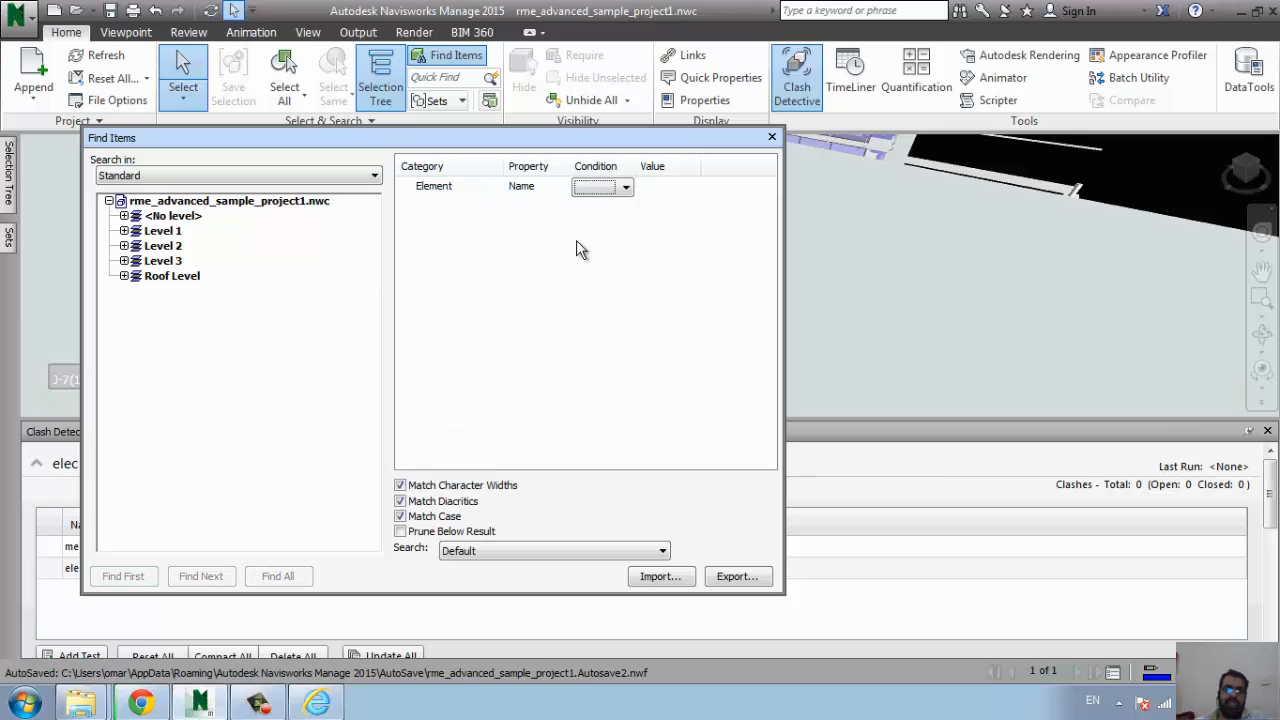 Autodesk Navisworks Manage 2015 rme_advanced_sample_project1.nwc
Type a keyword or phrase
Sign In
Home Viewpoint Review Animation View Output Render BIM 360
Append
Refresh
Reset All...
File Options
Project
Select
Save Selection
Select All
Select Same
Selection Tree
Find Items
Quick Find
Sets
Select & Search
Hide
Require
Hide Unselected
Unhide All
Visibility
Links
Quick Properties
Properties
Display
Clash Detective
TimeLiner
Quantification
Autodesk Rendering
Animator
Scripter
Appearance Profiler
Batch Utility
Compare
Tools
DataTools
Selection Tree
Sets
Find Items
Search in:
Standard
rme_advanced_sample_project1.nwc
<No level>
Level 1
Level 2
Level 3
Roof Level
Category Property Condition Value
Element Name
Match Character Widths
Match Diacritics
Match Case
Prune Below Result
Search: Default
Find First Find Next Find All
Import... Export...
J-7(1
Clash Detec
elec
Last Run: <None>
Clashes - Total: 0 (Open: 0 Closed: 0 )
Na
me
ele
Add Test Reset All Compact All Delete All Update All
AutoSaved: C:\Users\omar\AppData\Roaming\Autodesk Navisworks Manage 2015\AutoSave\rme_advanced_sample_project1.Autosave2.nwf
1 of 1
EN